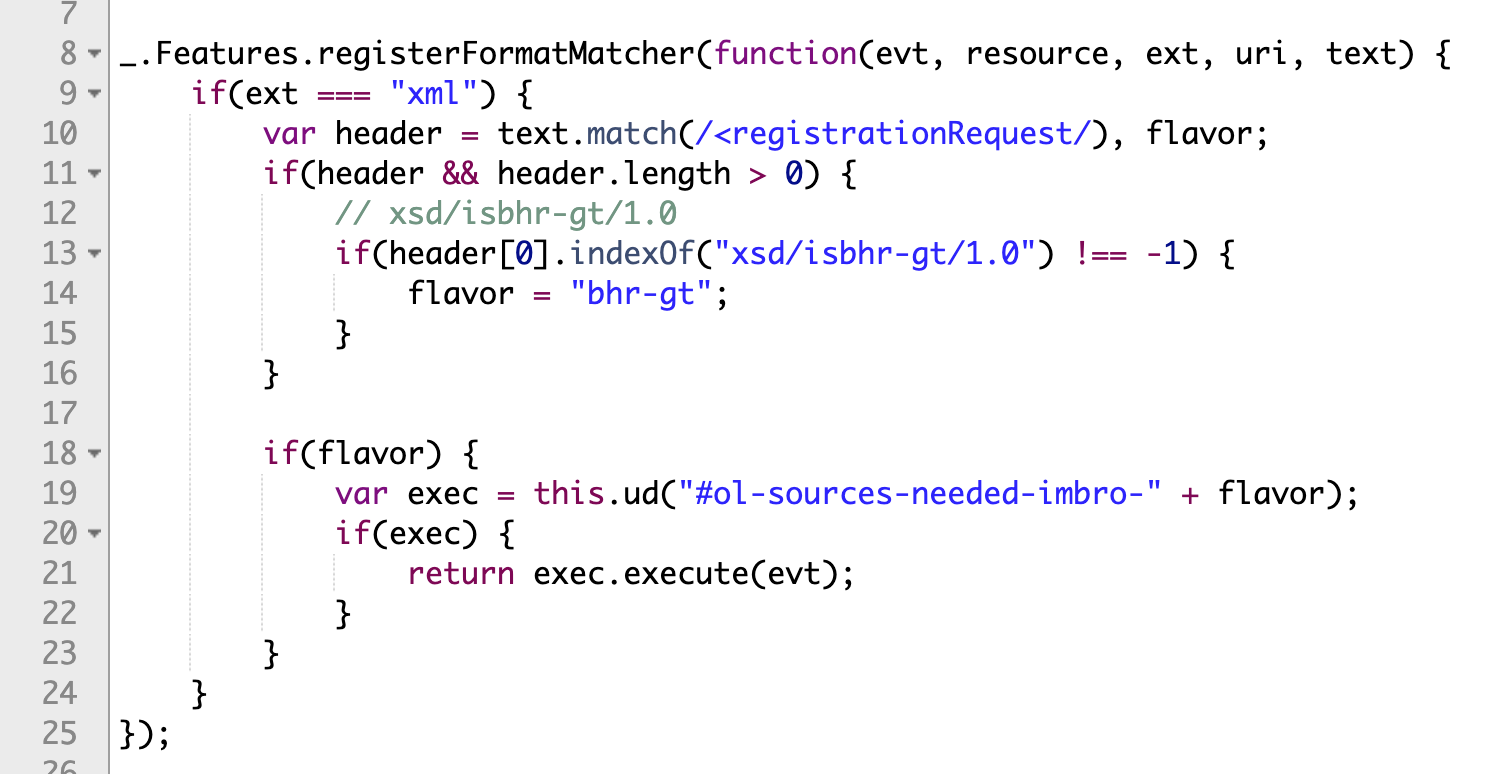 7
8 _.Features.registerFormatMatcher(function(evt, resource, ext, uri, text) {
9 if(ext === "xml") {
10 var header = text.match(/<registrationRequest/), flavor;
11 if(header && header.length > 0) {
12 // xsd/isbhr-gt/1.0
13 if(header[0].indexOf("xsd/isbhr-gt/1.0") !== -1) {
14 flavor = "bhr-gt";
15 }
16 }
17
18 if(flavor) {
19 var exec = this.ud("#ol-sources-needed-imbro-" + flavor);
20 if(exec) {
21 return exec.execute(evt);
22 }
23 }
24 }
25 });
26